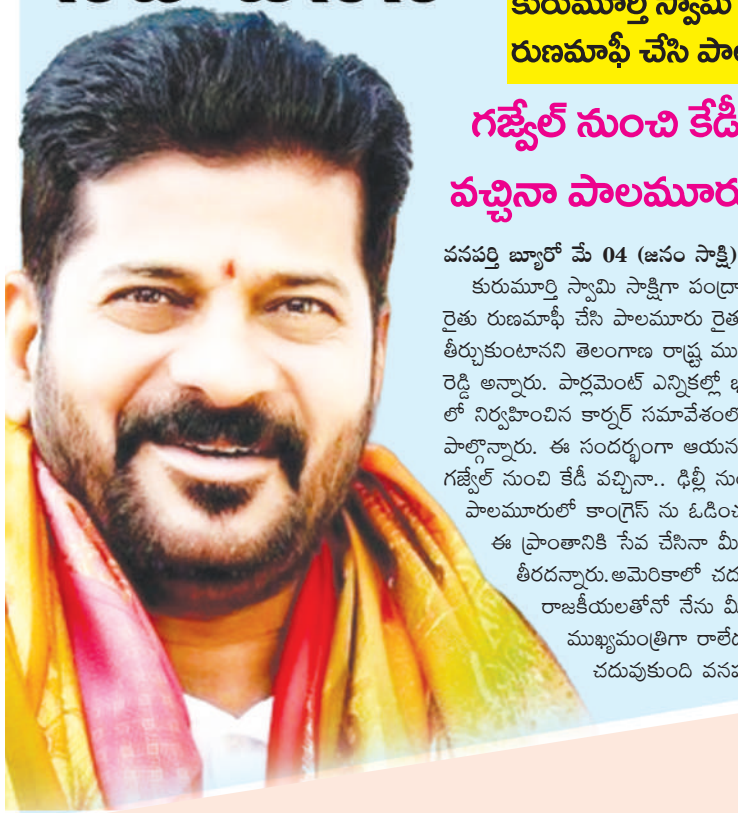 కురుమూర్తి స్వామి
రుణమాఫీ చేసి
గజ్వేల్ నుంచి కేడీ
వచ్చినా పాలమూరు
వనపర్తి బ్యూరో మే 04 (జనం సాక్షి)
కురుమూర్తి స్వామి సాక్షిగా పంద్రా
రైతు రుణమాఫీ చేసి పాలమూరు రైతు
తీర్చుకుంటానని తెలంగాణ రాష్ట్ర ము
రెడ్డి అన్నారు. పార్లమెంట్ ఎన్నికల్లో
లో నిర్వహించిన కార్నర్ సమావేశంలో
పాల్గొన్నారు. ఈ సందర్భంగా ఆయన
గజ్వేల్ నుంచి కేడీ వచ్చినా.. ఢిల్లీ నుం
పాలమూరులో కాంగ్రెస్ ను ఓడించ
ఈ ప్రాంతానికి సేవ చేసినా మీ
తీరదన్నారు.అమెరికాలో చదు
రాజకీయలతోనో నేను మీ
ముఖ్యమంత్రిగా రాలేదు
చదువుకుంది వనప